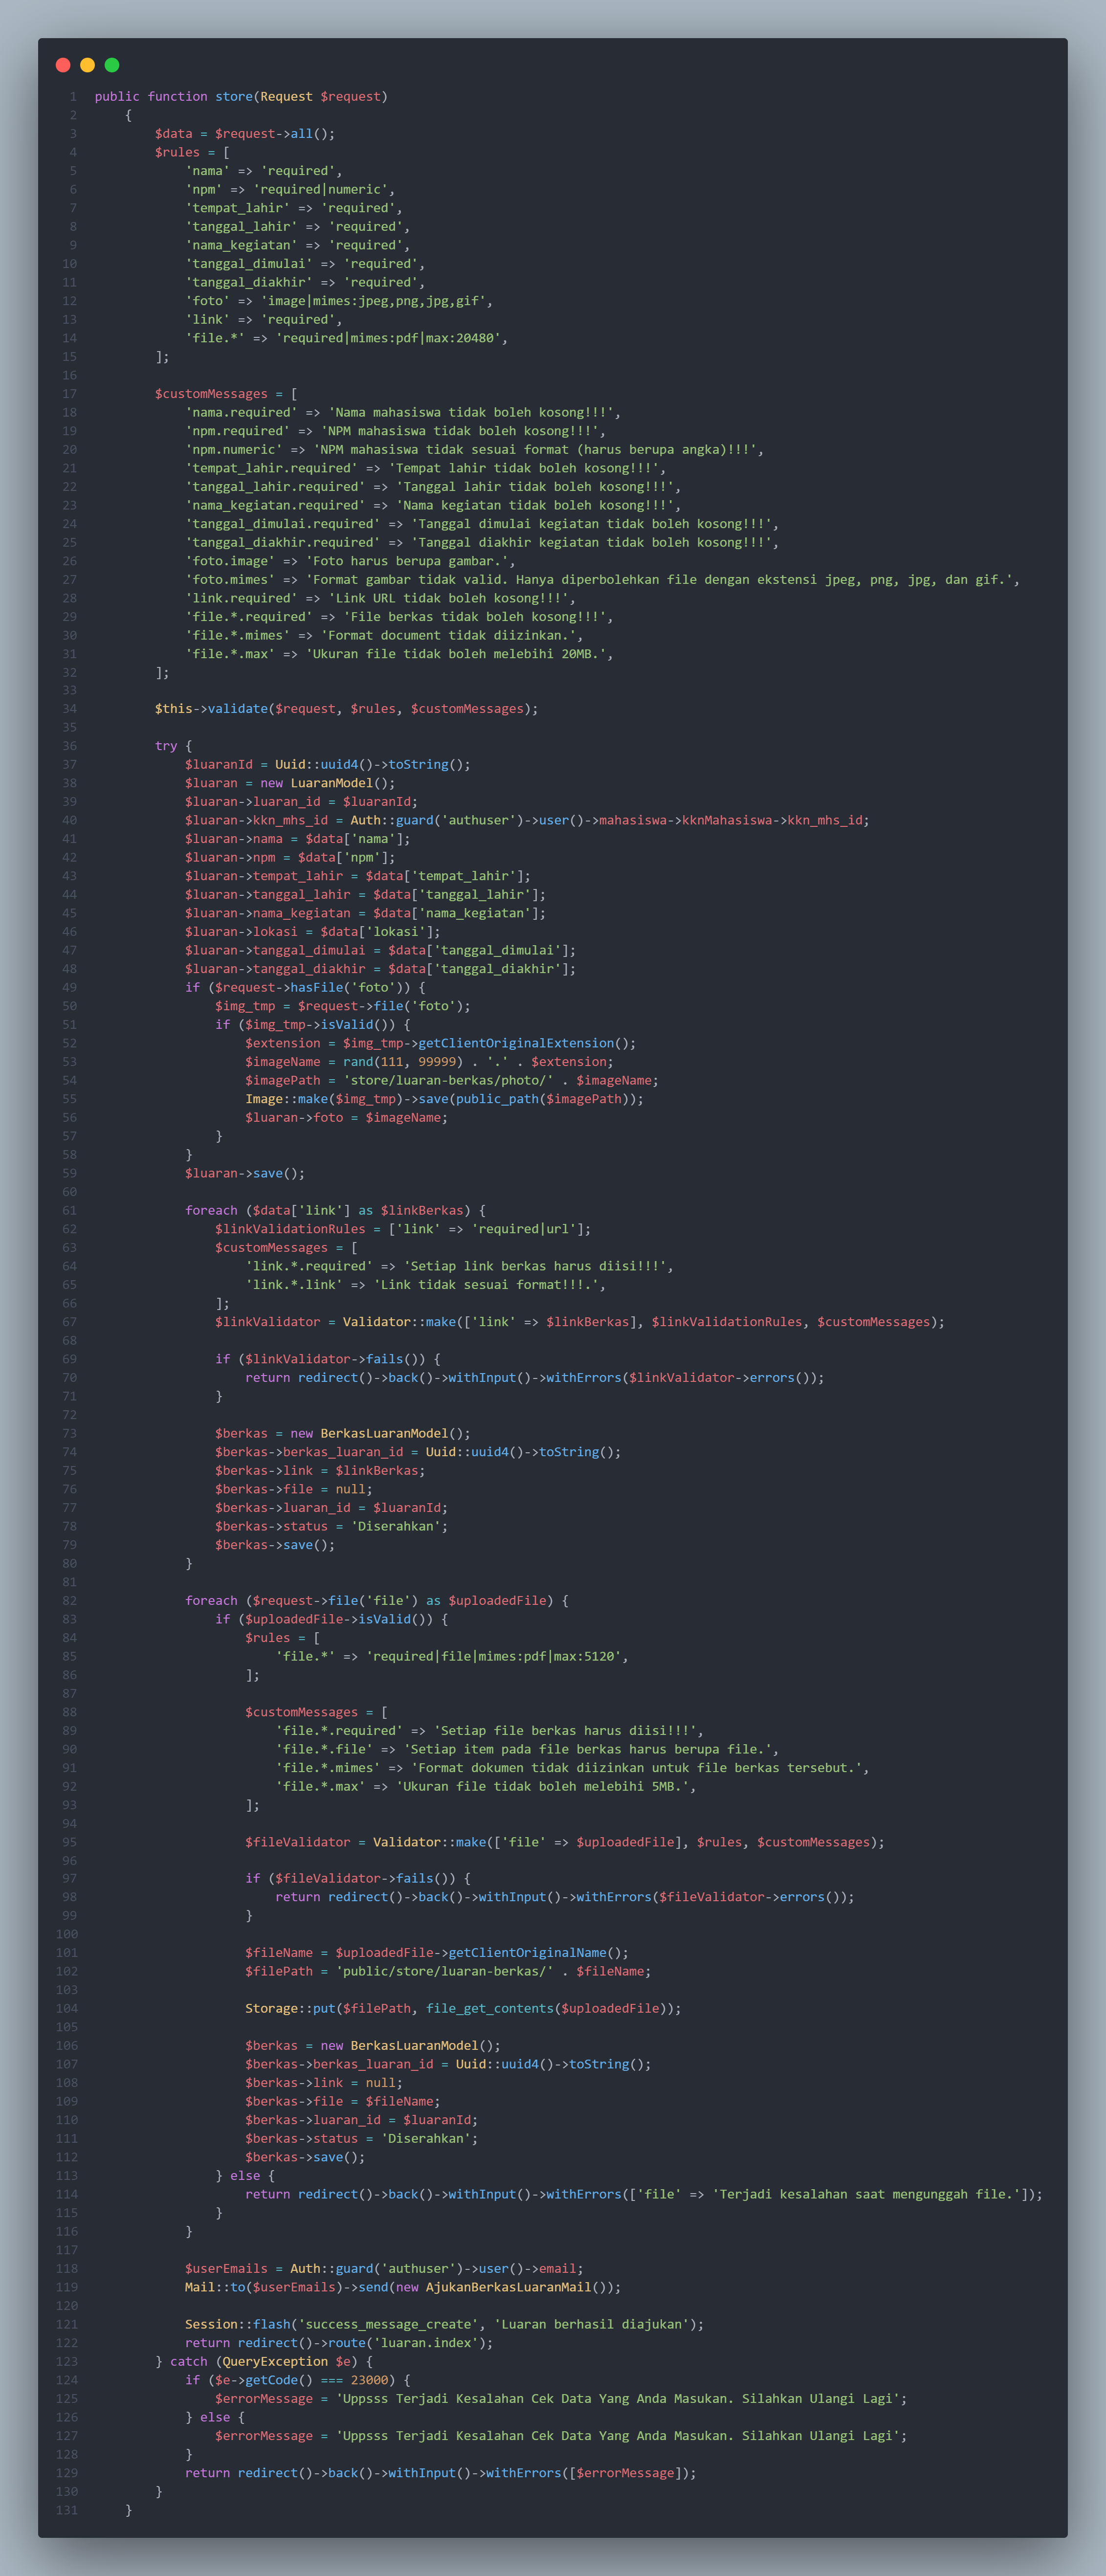 1 public function store(Request $request)
2 {
3 $data = $request->all();
4 $rules = [
5 'nama' => 'required',
6 'npm' => 'required|numeric',
7 'tempat_lahir' => 'required',
8 'tanggal_lahir' => 'required',
9 'nama_kegiatan' => 'required',
10 'tanggal_dimulai' => 'required',
11 'tanggal_diakhir' => 'required',
12 'foto' => 'image|mimes:jpeg,png,jpg,gif',
13 'link' => 'required',
14 'file.*' => 'required|mimes:pdf|max:20480',
15 ];
16
17 $customMessages = [
18 'nama.required' => 'Nama mahasiswa tidak boleh kosong!!!',
19 'npm.required' => 'NPM mahasiswa tidak boleh kosong!!!',
20 'npm.numeric' => 'NPM mahasiswa tidak sesuai format (harus berupa angka)!!!',
21 'tempat_lahir.required' => 'Tempat lahir tidak boleh kosong!!!',
22 'tanggal_lahir.required' => 'Tanggal lahir tidak boleh kosong!!!',
23 'nama_kegiatan.required' => 'Nama kegiatan tidak boleh kosong!!!',
24 'tanggal_dimulai.required' => 'Tanggal dimulai kegiatan tidak boleh kosong!!!',
25 'tanggal_diakhir.required' => 'Tanggal diakhir kegiatan tidak boleh kosong!!!',
26 'foto.image' => 'Foto harus berupa gambar.',
27 'foto.mimes' => 'Format gambar tidak valid. Hanya diperbolehkan file dengan ekstensi jpeg, png, jpg, dan gif.',
28 'link.required' => 'Link URL tidak boleh kosong!!!',
29 'file.*.required' => 'File berkas tidak boleh kosong!!!',
30 'file.*.mimes' => 'Format document tidak diizinkan.',
31 'file.*.max' => 'Ukuran file tidak boleh melebihi 20MB.',
32 ];
33
34 $this->validate($request, $rules, $customMessages);
35
36 try {
37 $luaranId = Uuid::uuid4()->toString();
38 $luaran = new LuaranModel();
39 $luaran->luaran_id = $luaranId;
40 $luaran->kkn_mhs_id = Auth::guard('authuser')->user()->mahasiswa->kknMahasiswa->kkn_mhs_id;
41 $luaran->nama = $data['nama'];
42 $luaran->npm = $data['npm'];
43 $luaran->tempat_lahir = $data['tempat_lahir'];
44 $luaran->tanggal_lahir = $data['tanggal_lahir'];
45 $luaran->nama_kegiatan = $data['nama_kegiatan'];
46 $luaran->lokasi = $data['lokasi'];
47 $luaran->tanggal_dimulai = $data['tanggal_dimulai'];
48 $luaran->tanggal_diakhir = $data['tanggal_diakhir'];
49 if ($request->hasFile('foto')) {
50 $img_tmp = $request->file('foto');
51 if ($img_tmp->isValid()) {
52 $extension = $img_tmp->getClientOriginalExtension();
53 $imageName = rand(111, 99999) . '.' . $extension;
54 $imagePath = 'store/luaran-berkas/photo/' . $imageName;
55 Image::make($img_tmp)->save(public_path($imagePath));
56 $luaran->foto = $imageName;
57 }
58 }
59 $luaran->save();
60
61 foreach ($data['link'] as $linkBerkas) {
62 $linkValidationRules = ['link' => 'required|url'];
63 $customMessages = [
64 'link.*.required' => 'Setiap link berkas harus diisi!!!',
65 'link.*.link' => 'Link tidak sesuai format!!!.',
66 ];
67 $linkValidator = Validator::make(['link' => $linkBerkas], $linkValidationRules, $customMessages);
68
69 if ($linkValidator->fails()) {
70 return redirect()->back()->withInput()->withErrors($linkValidator->errors());
71 }
72
73 $berkas = new BerkasLuaranModel();
74 $berkas->berkas_luaran_id = Uuid::uuid4()->toString();
75 $berkas->link = $linkBerkas;
76 $berkas->file = null;
77 $berkas->luaran_id = $luaranId;
78 $berkas->status = 'Diserahkan';
79 $berkas->save();
80 }
81
82 foreach ($request->file('file') as $uploadedFile) {
83 if ($uploadedFile->isValid()) {
84 $rules = [
85 'file.*' => 'required|file|mimes:pdf|max:5120',
86 ];
87
88 $customMessages = [
89 'file.*.required' => 'Setiap file berkas harus diisi!!!',
90 'file.*.file' => 'Setiap item pada file berkas harus berupa file.',
91 'file.*.mimes' => 'Format dokumen tidak diizinkan untuk file berkas tersebut.',
92 'file.*.max' => 'Ukuran file tidak boleh melebihi 5MB.',
93 ];
94
95 $fileValidator = Validator::make(['file' => $uploadedFile], $rules, $customMessages);
96
97 if ($fileValidator->fails()) {
98 return redirect()->back()->withInput()->withErrors($fileValidator->errors());
99 }
100
101 $fileName = $uploadedFile->getClientOriginalName();
102 $filePath = 'public/store/luaran-berkas/' . $fileName;
103
104 Storage::put($filePath, file_get_contents($uploadedFile));
105
106 $berkas = new BerkasLuaranModel();
107 $berkas->berkas_luaran_id = Uuid::uuid4()->toString();
108 $berkas->link = null;
109 $berkas->file = $fileName;
110 $berkas->luaran_id = $luaranId;
111 $berkas->status = 'Diserahkan';
112 $berkas->save();
113 } else {
114 return redirect()->back()->withInput()->withErrors(['file' => 'Terjadi kesalahan saat mengunggah file.']);
115 }
116 }
117
118 $userEmails = Auth::guard('authuser')->user()->email;
119 Mail::to($userEmails)->send(new AjukanBerkasLuaranMail());
120
121 Session::flash('success_message_create', 'Luaran berhasil diajukan');
122 return redirect()->route('luaran.index');
123 } catch (QueryException $e) {
124 if ($e->getCode() === 23000) {
125 $errorMessage = 'Uppsss Terjadi Kesalahan Cek Data Yang Anda Masukan. Silahkan Ulangi Lagi';
126 } else {
127 $errorMessage = 'Uppsss Terjadi Kesalahan Cek Data Yang Anda Masukan. Silahkan Ulangi Lagi';
128 }
129 return redirect()->back()->withInput()->withErrors([$errorMessage]);
130 }
131 }